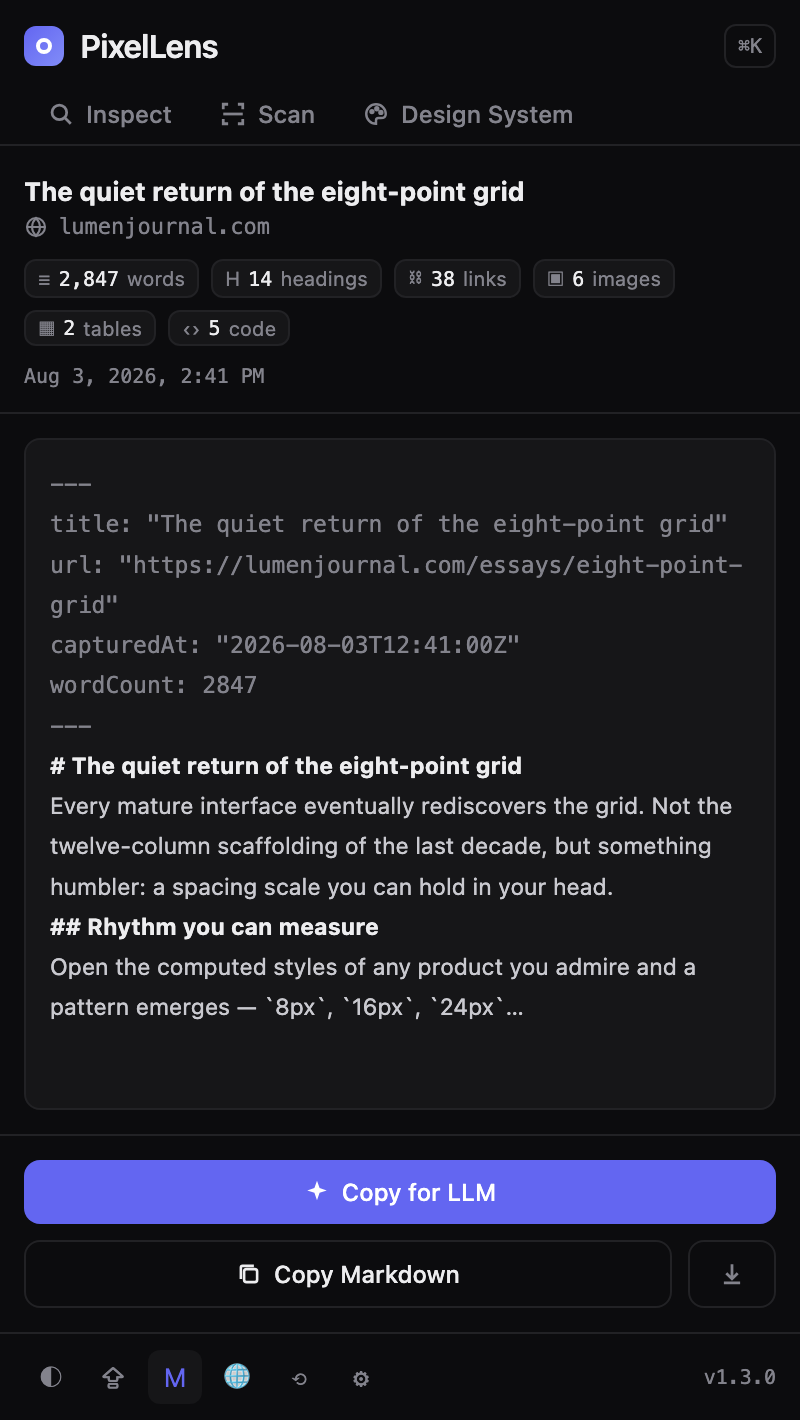 PixelLens
⌘K
Inspect
Scan
Design System
The quiet return of the eight-point grid
lumenjournal.com
≡ 2,847 words
H 14 headings
38 links
6 images
2 tables
‹› 5 code
Aug 3, 2026, 2:41 PM
---
title: "The quiet return of the eight-point grid"
url: "https://lumenjournal.com/essays/eight-point-
grid"
capturedAt: "2026-08-03T12:41:00Z"
wordCount: 2847
---
# The quiet return of the eight-point grid
Every mature interface eventually rediscovers the grid. Not the
twelve-column scaffolding of the last decade, but something
humbler: a spacing scale you can hold in your head.
## Rhythm you can measure
Open the computed styles of any product you admire and a
pattern emerges — `8px`, `16px`, `24px`…
Copy for LLM
Copy Markdown
M
v1.3.0